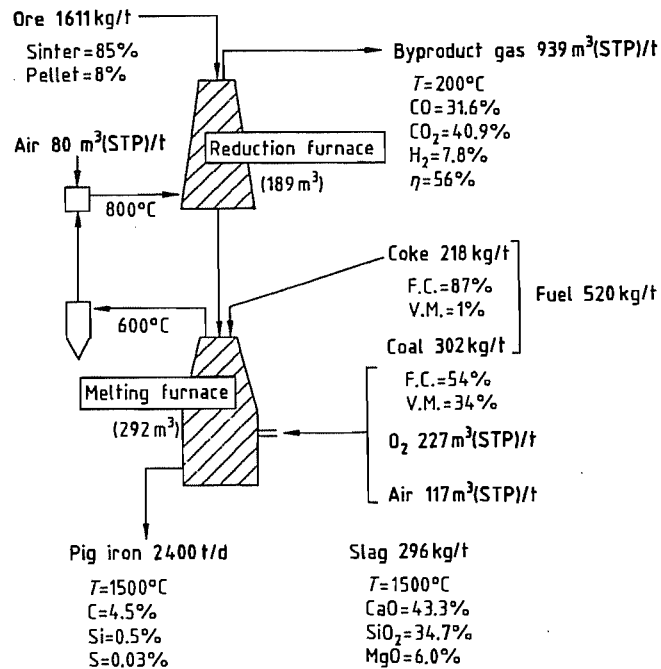 Ore 1611 kg/t
Sinter=85%
Pellet=8%
Byproduct gas 939 m³(STP)/t
T=200°C
CO=31.6%
CO₂=40.9%
H₂=7.8%
η=56%
Air 80 m³(STP)/t
Reduction furnace
(189 m³)
800°C
Coke 218 kg/t
F.C.=87%
V.M.=1%
Fuel 520 kg/t
600°C
Coal 302 kg/t
F.C.=54%
V.M.=34%
Melting furnace
(292 m³)
O₂ 227 m³(STP)/t
Air 117 m³(STP)/t
Pig iron 2400 t/d
T=1500°C
C=4.5%
Si=0.5%
S=0.03%
Slag 296 kg/t
T=1500°C
CaO=43.3%
SiO₂=34.7%
MgO=6.0%